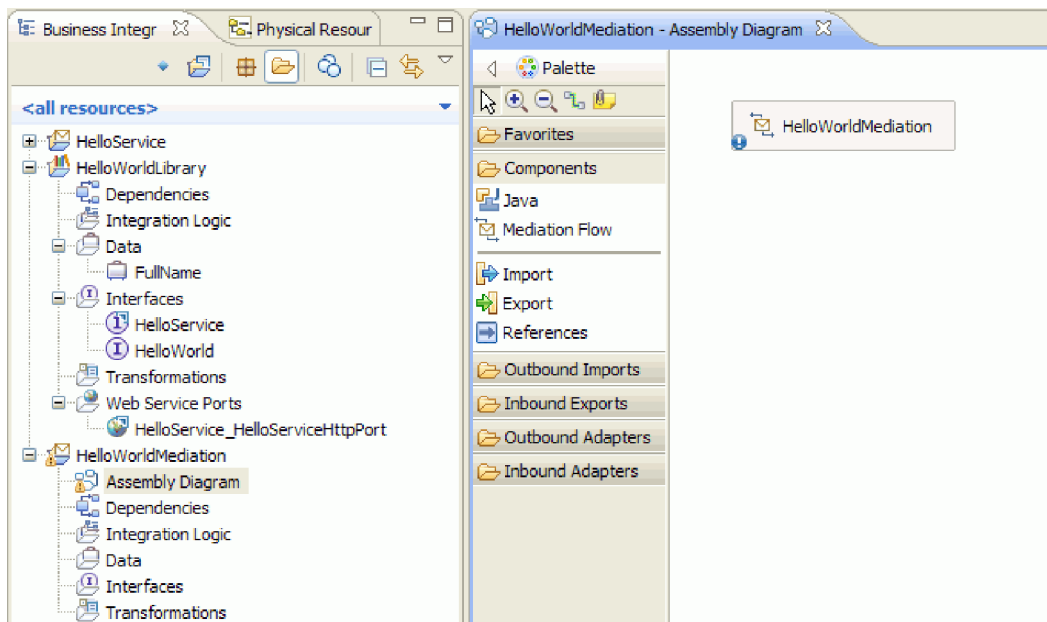 Business Integr
Physical Resour
<all resources>
HelloService
HelloWorldLibrary
Dependencies
Integration Logic
Data
FullName
Interfaces
HelloService
HelloWorld
Transformations
Web Service Ports
HelloService_HelloServiceHttpPort
HelloWorldMediation
Assembly Diagram
Dependencies
Integration Logic
Data
Interfaces
Transformations
HelloWorldMediation - Assembly Diagram
Palette
Favorites
Components
Java
Mediation Flow
Import
Export
References
Outbound Imports
Inbound Exports
Outbound Adapters
Inbound Adapters
HelloWorldMediation